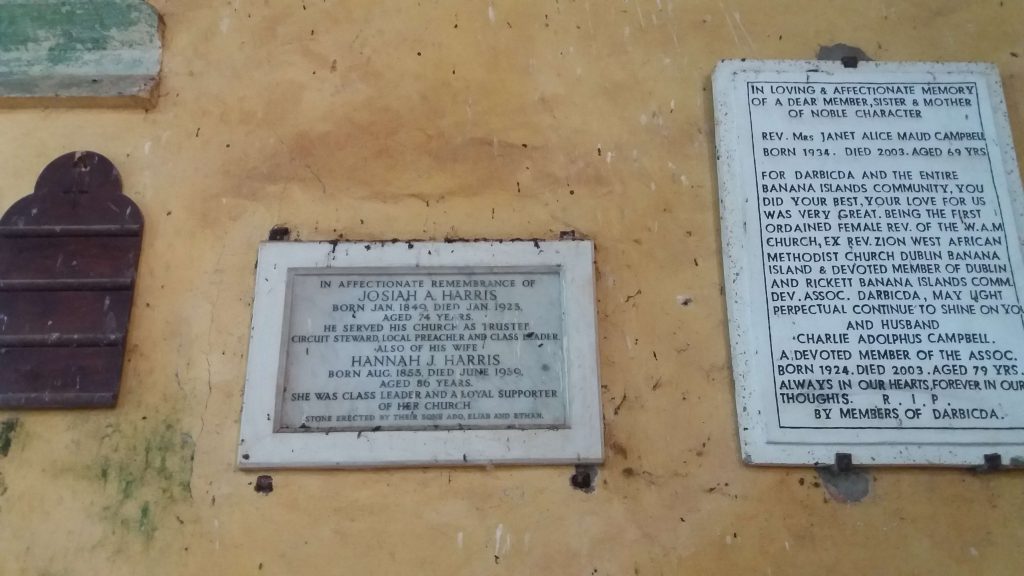 IN AFFECTIONATE REMEMBRANCE OF
JOSIAH A. HARRIS
BORN JAN. 1849, DIED JAN. 1923,
AGED 74 YEARS.
HE SERVED HIS CHURCH AS TRUSTEE
CIRCUIT STEWARD, LOCAL PREACHER AND CLASS LEADER
ALSO OF HIS WIFE
HANNAH J. HARRIS
BORN AUG. 1853, DIED JUNE 1939,
AGED 86 YEARS.
SHE WAS CLASS LEADER AND A LOYAL SUPPORTER
OF HER CHURCH
STONE ERECTED BY THEIR SONS ADO, ELIAB AND ETHAN.
IN LOVING & AFFECTIONATE MEMORY
OF A DEAR MEMBER, SISTER & MOTHER
OF NOBLE CHARACTER
REV. Mrs JANET ALICE MAUD CAMPBELL
BORN 1934. DIED 2003. AGED 69 YRS
FOR DARBICDA AND THE ENTIRE
BANANA ISLANDS COMMUNITY, YOU
DID YOUR BEST, YOUR LOVE FOR US
WAS VERY GREAT. BEING THE FIRST
ORDAINED FEMALE REV. OF THE W.A.M
CHURCH, EX REV. ZION WEST AFRICAN
METHODIST CHURCH DUBLIN BANANA
ISLAND & DEVOTED MEMBER OF DUBLIN
AND RICKETT BANANA ISLANDS COMM.
DEV. ASSOC. DARBICDA, MAY LIGHT
PERPECTUAL CONTINUE TO SHINE ON YOU
AND HUSBAND
CHARLIE ADOLPHUS CAMPBELL.
A DEVOTED MEMBER OF THE ASSOC.
BORN 1924. DIED 2003. AGED 79 YRS.
ALWAYS IN OUR HEARTS, FOREVER IN OUR
THOUGHTS. R. I. P.
BY MEMBERS OF DARBICDA.